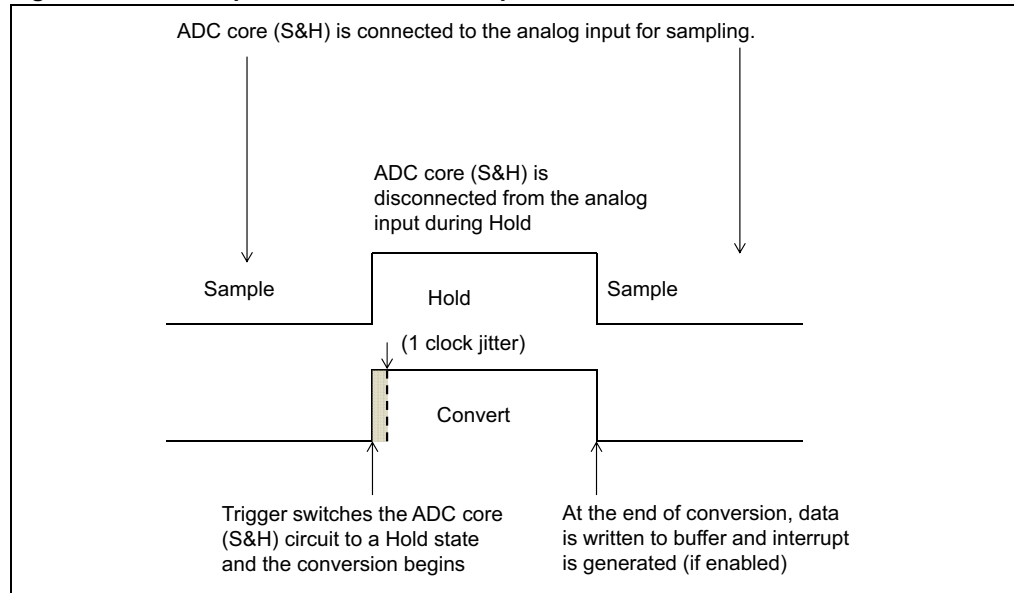 ADC core (S&H) is connected to the analog input for sampling.
ADC core (S&H) is
disconnected from the analog
input during Hold
Sample
Hold
Sample
(1 clock jitter)
Convert
Trigger switches the ADC core
(S&H) circuit to a Hold state
and the conversion begins
At the end of conversion, data
is written to buffer and interrupt
is generated (if enabled)